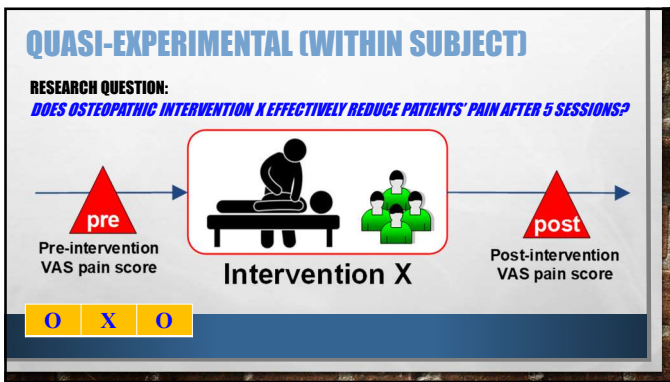 QUASI-EXPERIMENTAL (WITHIN SUBJECT)
RESEARCH QUESTION:
DOES OSTEOPATHIC INTERVENTION X EFFECTIVELY REDUCE PATIENTS' PAIN AFTER 5 SESSIONS?
pre
Pre-intervention
VAS pain score
Intervention X
post
Post-intervention
VAS pain score
O X O